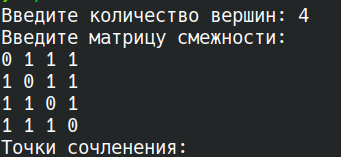 Введите количество вершин: 4
Введите матрицу смежности:
0 1 1 1
1 0 1 1
1 1 0 1
1 1 1 0
Точки сочленения: